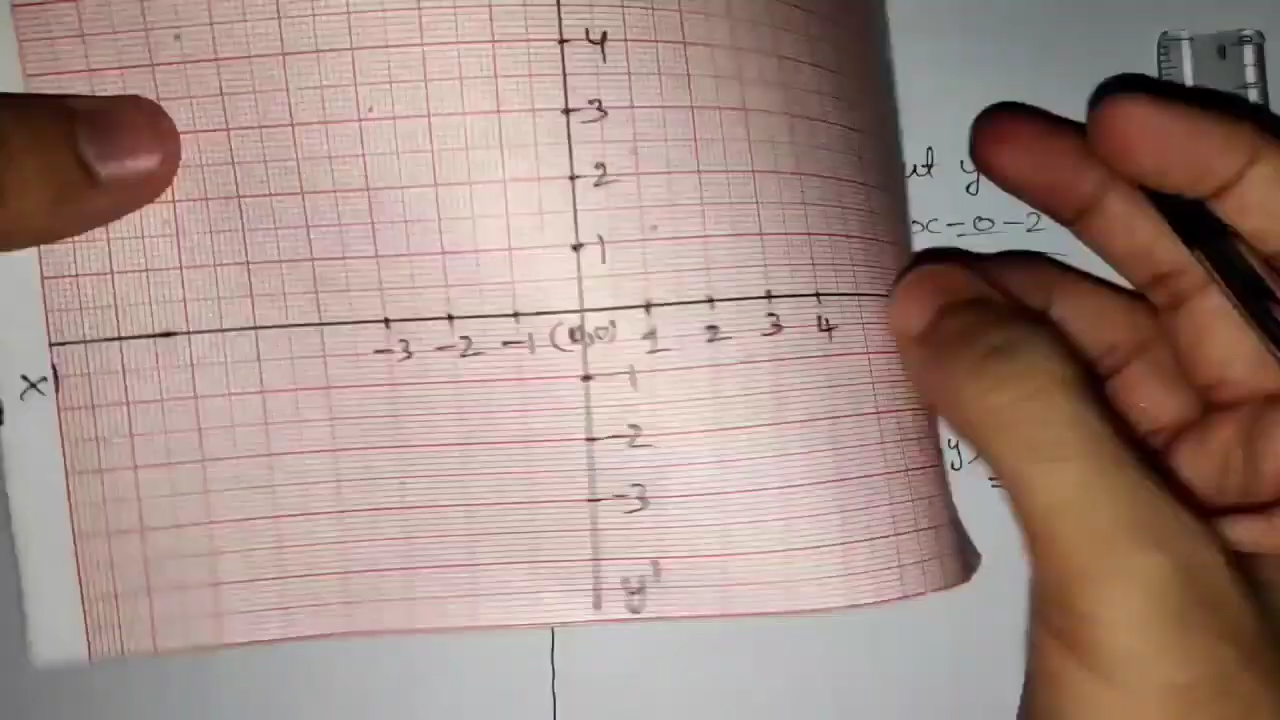 4
3
2
1
-3 -2 -1 (0,0) 1 2 3 4
X'
-1
-2
-3
y'
ut y
x-0-2
y